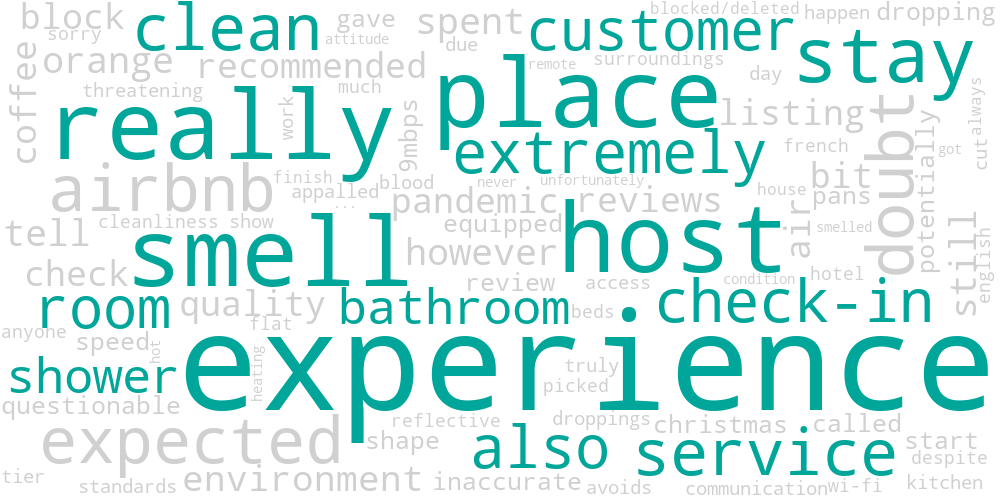 block
sorry
clean
gave
attitude
spent
due
customer
blocked/deleted
happen
dropping
coffee
orange
recommended
threatening
much
remote
surroundings
day
stay
really
work
9mbps
place
listing
doubt
cut
always
extremely
french
potentially
got
airbnb
finish
appalled
...
blood
never
unfortunately
house
bit
pans
pandemic
reviews
tell
cleanliness
show
equipped
host
air
smelled
smell
however
still
english
check
review
access
condition
hotel
room
quality
bathroom
beds
check-in
anyone
speed
hot
flat
heating
.
experience
shower
truly
picked
questionable
reflective
droppings
christmas
called
expected
shape
also
service
start
despite
tier
standards
environment
inaccurate
avoids
communication
wi-fi
kitchen